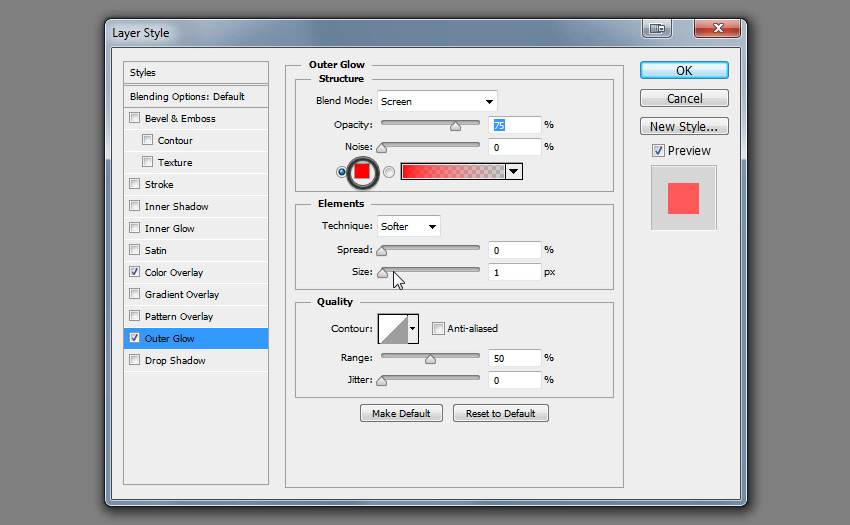 Layer Style
Styles
Blending Options: Default
Bevel & Emboss
Contour
Texture
Stroke
Inner Shadow
Inner Glow
Satin
Color Overlay
Gradient Overlay
Pattern Overlay
Outer Glow
Drop Shadow
Outer Glow
Structure
Blend Mode: Screen
Opacity: 75 %
Noise: 0 %
Elements
Technique: Softer
Spread: 0 %
Size: 1 px
Quality
Contour: Anti-aliased
Range: 50 %
Jitter: 0 %
Make Default Reset to Default
OK
Cancel
New Style...
Preview